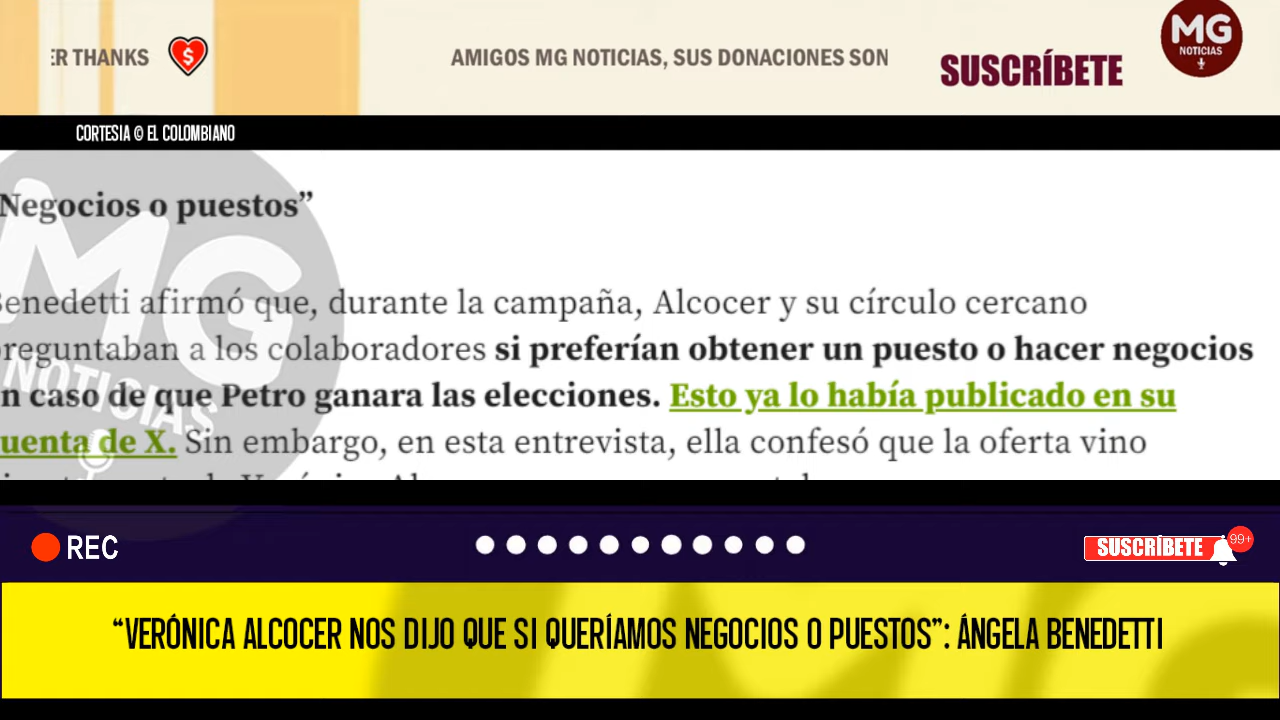 ER THANKS
AMIGOS MG NOTICIAS, SUS DONACIONES SON
SUSCRÍBETE
MG
NOTICIAS
CORTESIA © EL COLOMBIANO
Negocios o puestos”
Benedetti afirmó que, durante la campaña, Alcocer y su círculo cercano
preguntaban a los colaboradores si preferían obtener un puesto o hacer negocios
n caso de que Petro ganara las elecciones. Esto ya lo había publicado en su
uenta de X. Sin embargo, en esta entrevista, ella confesó que la oferta vino
MG
NOTICIAS
REC
SUSCRÍBETE
99+
“VERÓNICA ALCOCER NOS DIJO QUE SI QUERÍAMOS NEGOCIOS O PUESTOS”: ÁNGELA BENEDETTI